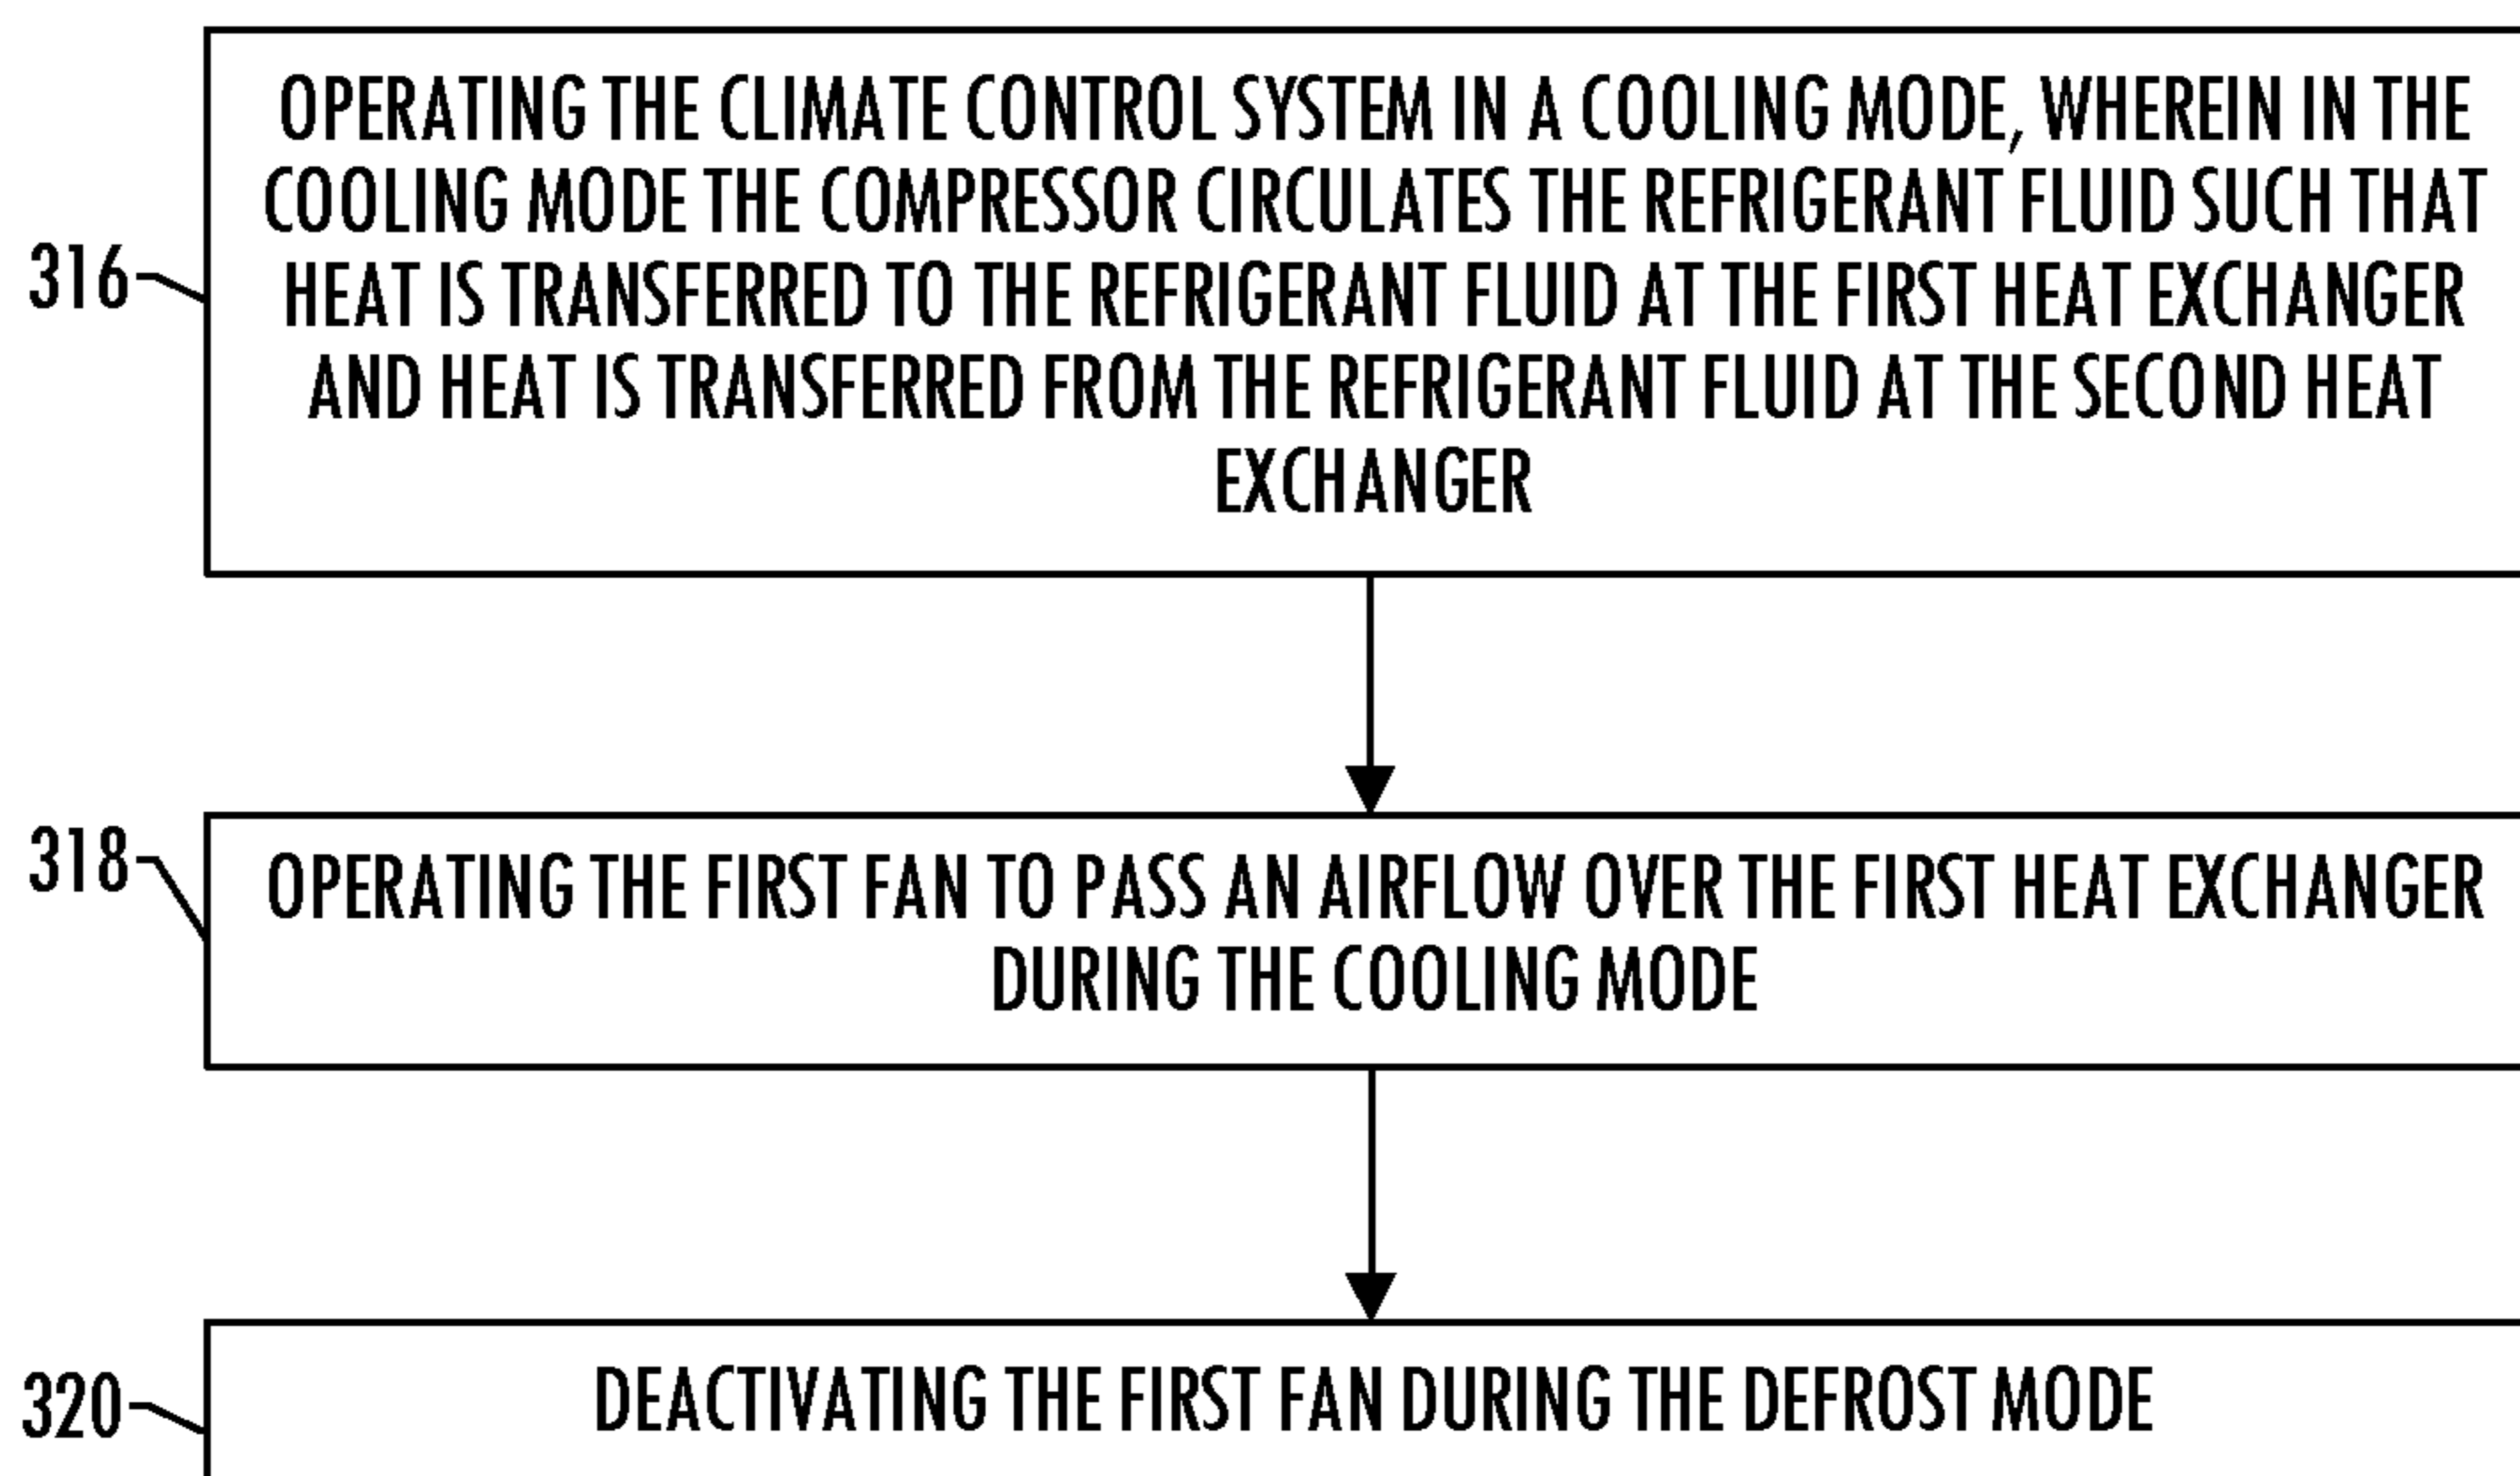 OPERATING THE CLIMATE CONTROL SYSTEM IN A COOLING MODE, WHEREIN IN THE
COOLING MODE THE COMPRESSOR CIRCULATES THE REFRIGERANT FLUID SUCH THAT
316
HEAT IS TRANSFERRED TO THE REFRIGERANT FLUID AT THE FIRST HEAT EXCHANGER
AND HEAT IS TRANSFERRED FROM THE REFRIGERANT FLUID AT THE SECOND HEAT
EXCHANGER
318
OPERATING THE FIRST FAN TO PASS AN AIRFLOW OVER THE FIRST HEAT EXCHANGER
DURING THE COOLING MODE
320
DEACTIVATING THE FIRST FAN DURING THE DEFROST MODE